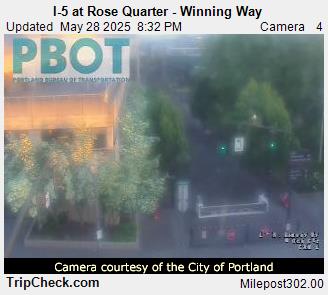 I-5 at Rose Quarter - Winning Way
Updated May 28 2025 8:32 PM Camera 4
PBOT
PORTLAND BUREAU OF TRANSPORTATION
Camera courtesy of the City of Portland
TripCheck.com Milepost302.00